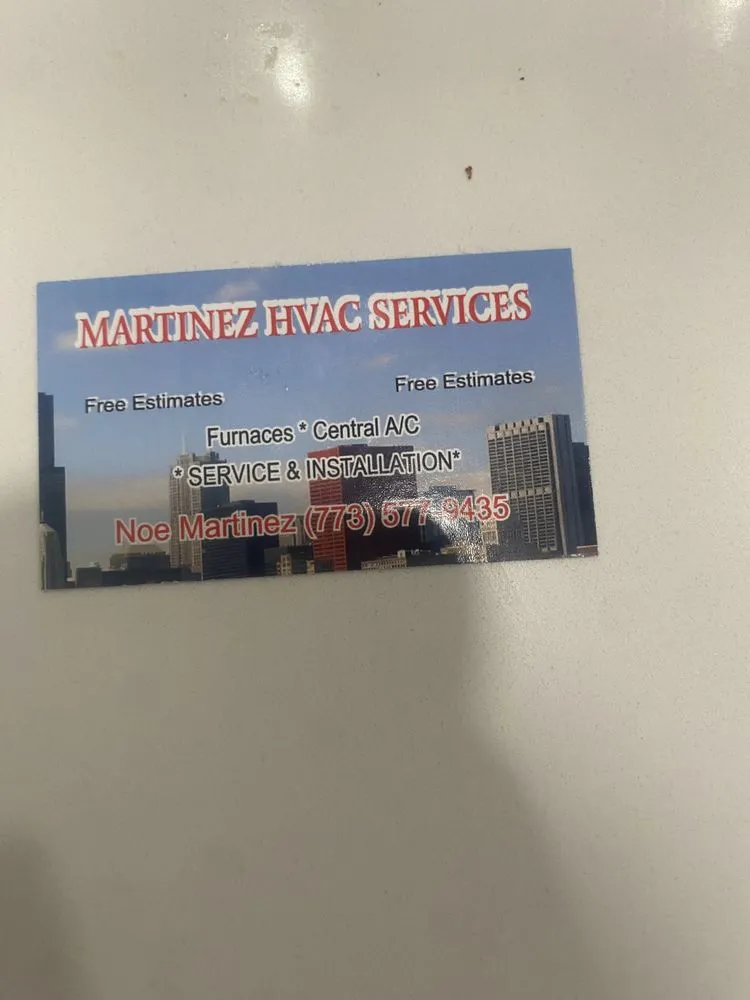 MARTINEZ HVAC SERVICES
Free Estimates Free Estimates
Furnaces * Central A/C
* SERVICE & INSTALLATION*
Noe Martinez (773) 577-9435